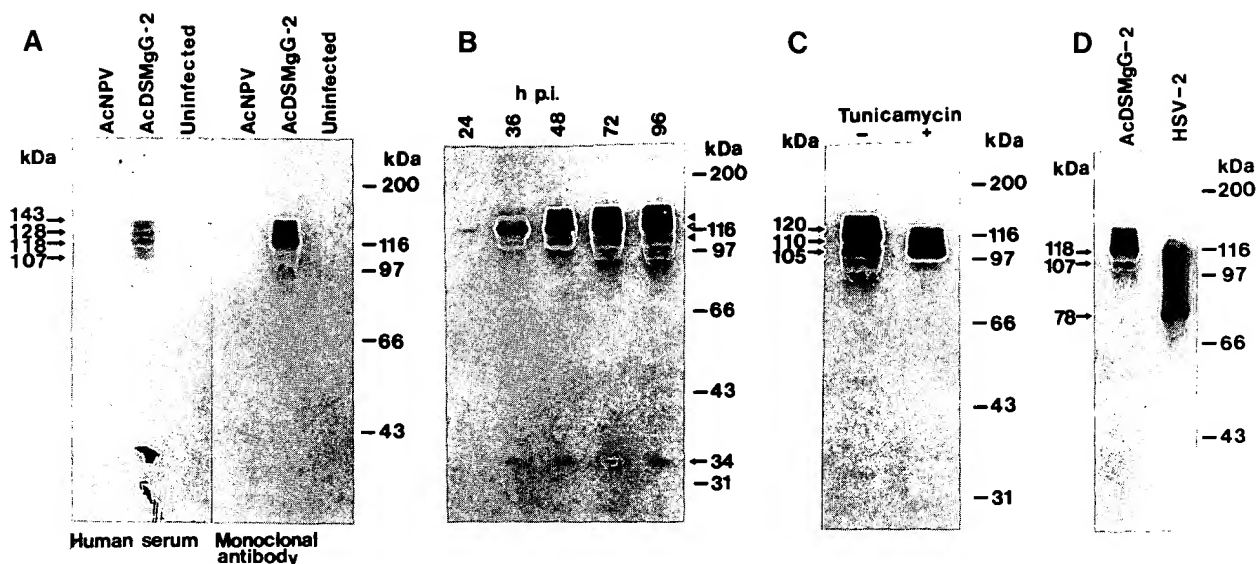 A
AcNPV
AcDSMgG-2
Uninfected
AcNPV
AcDSMgG-2
Uninfected
kDa
143
128
118
107
kDa
-200
-116
-97
-66
-43
Human serum
Monoclonal
antibody
B
h p.i.
24
36
48
72
96
kDa
-200
116
-97
-66
-43
34
-31
C
Tunicamycin
- +
kDa
120
110
105
kDa
-200
-116
-97
-66
-43
-31
D
AcDSMgG-2
HSV-2
kDa
118
107
78
kDa
-200
-116
-97
-66
-43